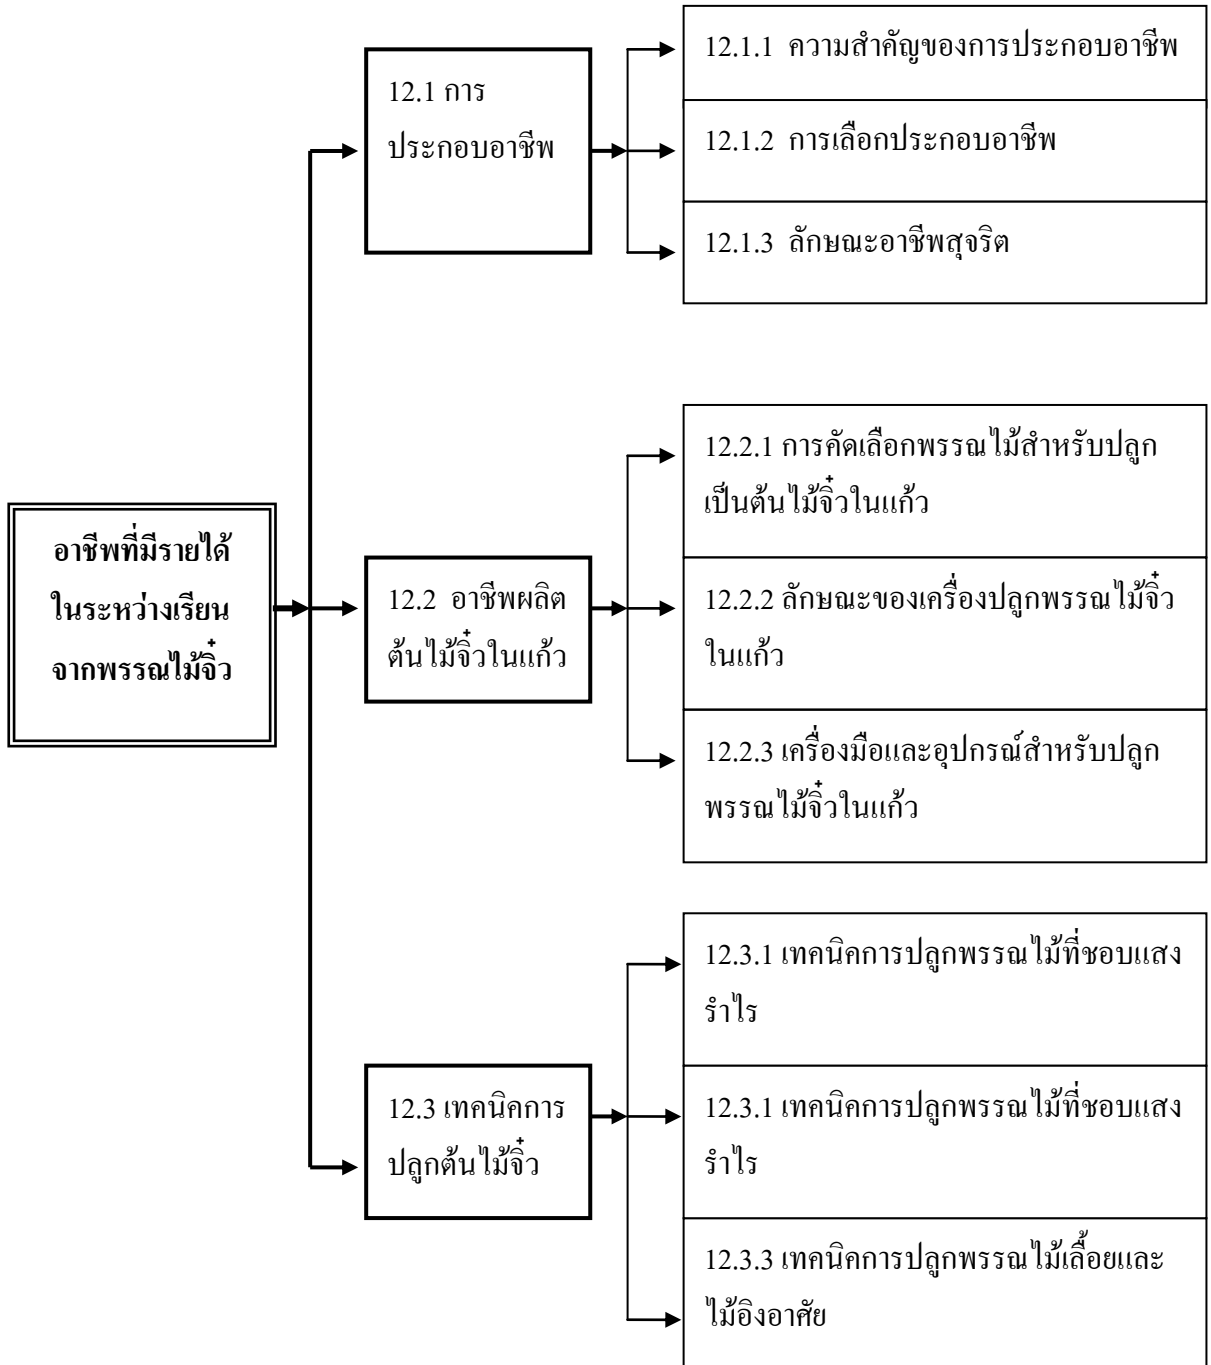 อาชีพที่มีรายได้
ในระหว่างเรียน
จากพรรณไม้จิ๋ว
12.1 การ
ประกอบอาชีพ
12.1.1 ความสำคัญของการประกอบอาชีพ
12.1.2 การเลือกประกอบอาชีพ
12.1.3 ลักษณะอาชีพสุจริต
12.2 อาชีพผลิต
ต้นไม้จิ๋วในแก้ว
12.2.1 การคัดเลือกพรรณไม้สำหรับปลูก
เป็นต้นไม้จิ๋วในแก้ว
12.2.2 ลักษณะของเครื่องปลูกพรรณไม้จิ๋ว
ในแก้ว
12.2.3 เครื่องมือและอุปกรณ์สำหรับปลูก
พรรณไม้จิ๋วในแก้ว
12.3 เทคนิคการ
ปลูกต้นไม้จิ๋ว
12.3.1 เทคนิคการปลูกพรรณไม้ที่ชอบแสง
รำไร
12.3.1 เทคนิคการปลูกพรรณไม้ที่ชอบแสง
รำไร
12.3.3 เทคนิคการปลูกพรรณไม้เลื้อยและ
ไม้อิงอาศัย